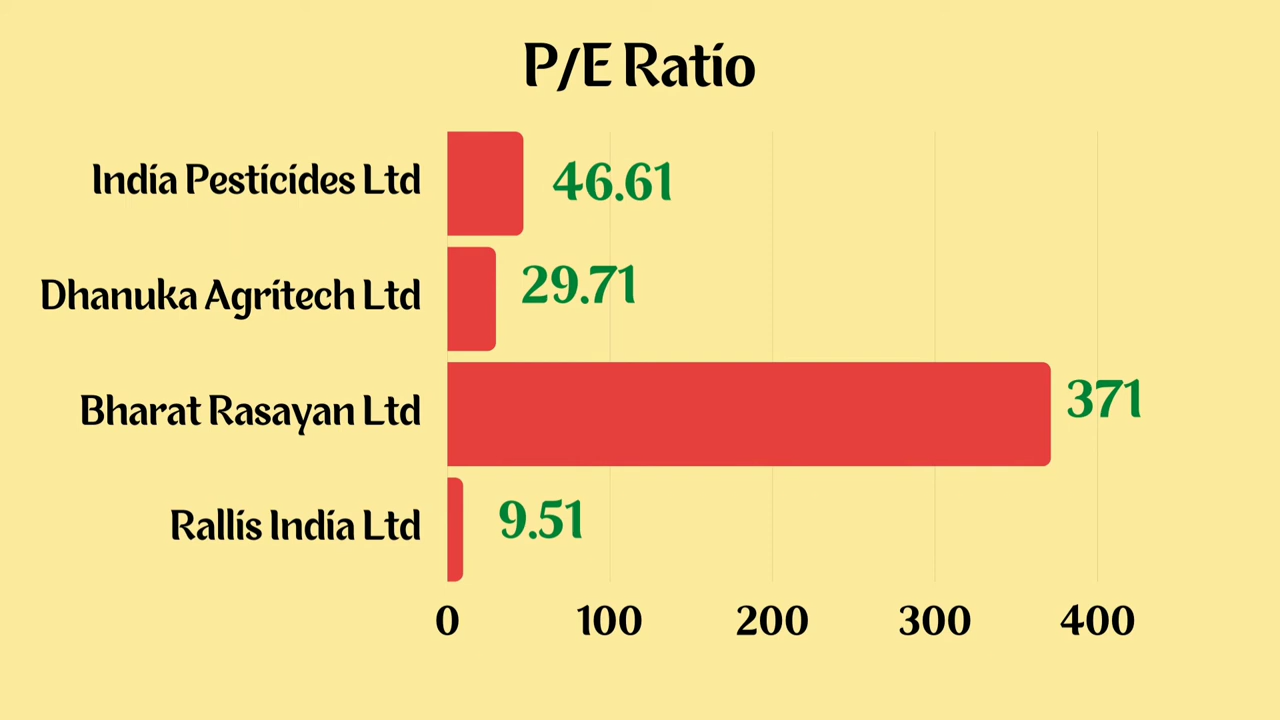 P/E Ratio
India Pesticides Ltd 46.61
Dhanuka Agritech Ltd 29.71
Bharat Rasayan Ltd 371
Rallis India Ltd 9.51
0 100 200 300 400